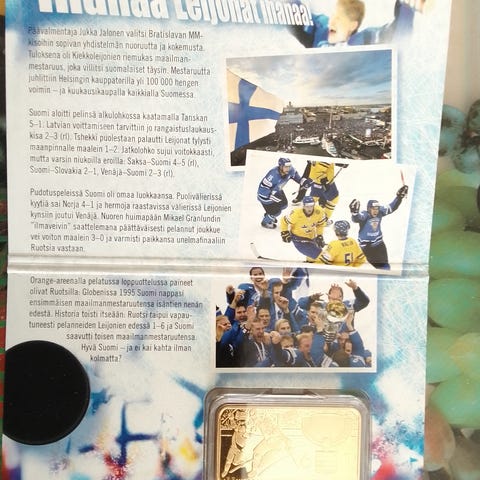 Leijonat manaa!
Päävalmentaja Jukka Jalonen valitsi Bratislavan MM-
kisoihin sopivan yhdistelmän nuoruutta ja kokemusta.
Tuloksena oli Kiekkoleijonien riemukas maailman-
mestaruus, joka villitsi suomalaiset täysin. Mestaruutta
juhlittiin Helsingin kauppatorilla yli 100 000 hengen
voimin – ja kuukausikaupalla kaikkialla Suomessa.
Suomi aloitti pelinsä alkulohkossa kaatamalla Tanskan
5–1. Latvian voittamiseen tarvittiin jo rangaistuslaukaus-
kisa 2–3 (rl). Tshekki puolestaan palautti Leijonat tylysti
maanpinnalle maalein 1–2. Jatkolohko sujui voitokkaasti,
mutta varsin niukoilla eroilla. Saksa–Suomi 4–5 (rl),
Suomi–Slovakia 2–1, Venäjä–Suomi 2–3 (rl).
Pudotuspeleissä Suomi oli omaa luokkaansa. Puolivälierissä
kyytiä sai Norja 4–1 ja hermoja raastavissa välierissä Leijonien
kynsiin joutui Venäjä. Nuoren huimapään Mikael Granlundin
"ilmaveivin" saattelemana päättäväisesti pelannut joukkue
vei voiton maalein 3–0 ja varmisti paikkansa unelmafinaaliin
Ruotsia vastaan.
Orange-areenalla pelatussa loppuottelussa paineet
olivat Ruotsilla: Globenissa 1995 Suomi nappasi
ensimmäisen maailmanmestaruutensa isäntien nenän
edestä. Historia toisti itseään. Ruotsi taipui vapau-
tuneesti pelanneiden Leijonien edessä 1–6 ja Suomi
saavutti toisen maailmanmestaruutensa.
Hyvä Suomi – ja ei kai kahta ilman
kolmatta?